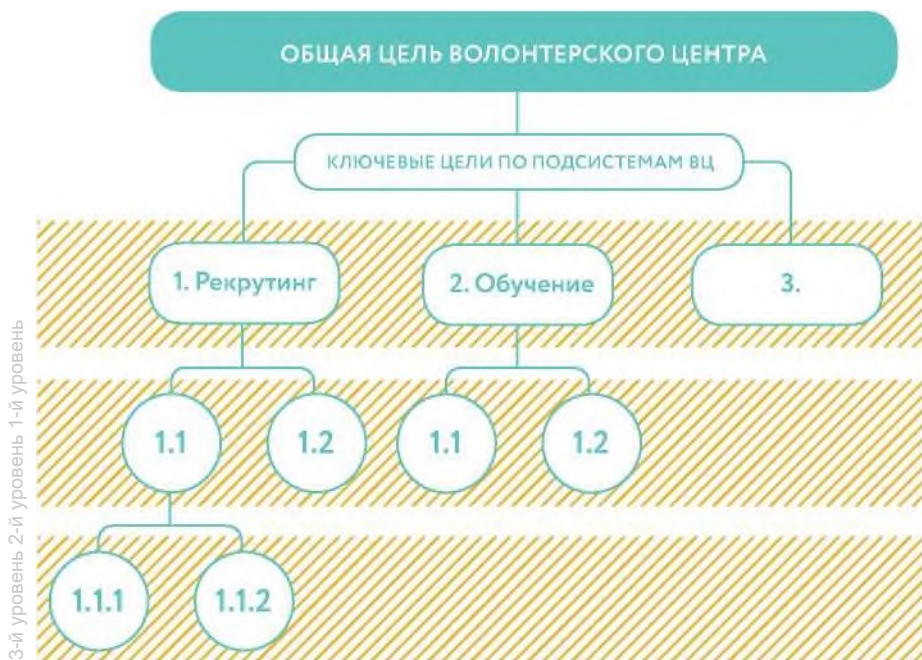 ОБЩАЯ ЦЕЛЬ ВОЛОНТЕРСКОГО ЦЕНТРА
КЛЮЧЕВЫЕ ЦЕЛИ ПО ПОДСИСТЕМАМ ВЦ
1. Рекрутинг
2. Обучение
3.
1.1
1.2
1.1
1.2
1.1.1
1.1.2
3-й уровень 2-й уровень 1-й уровень